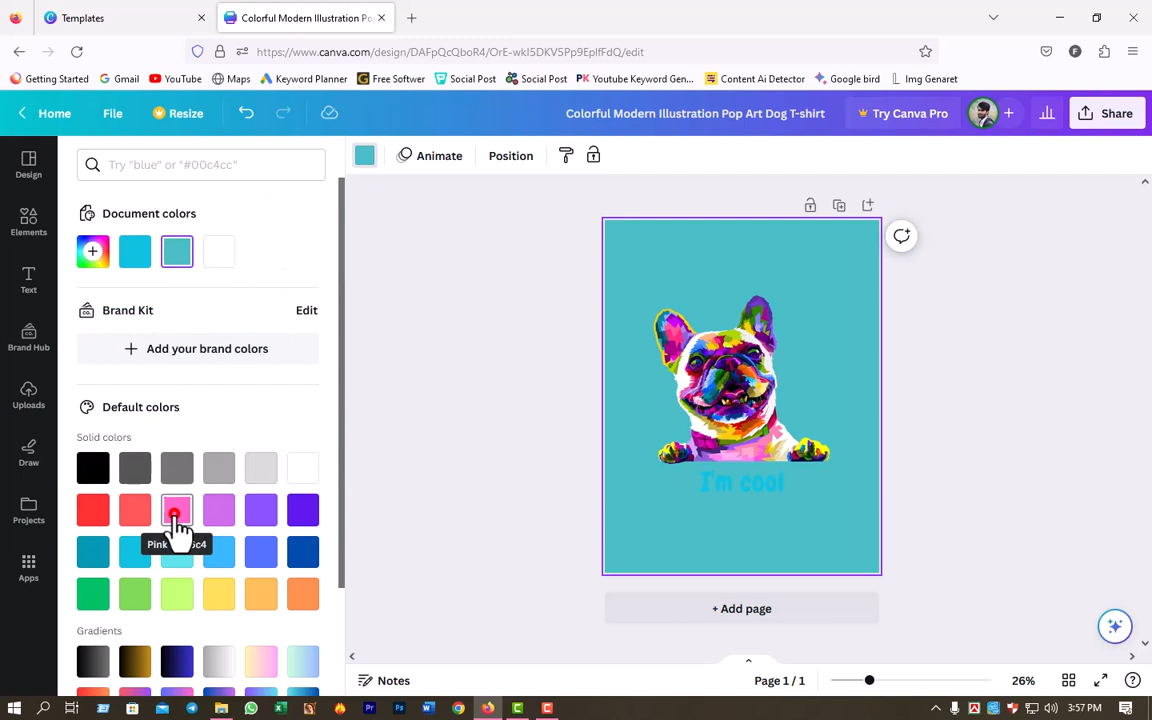 Templates
Colorful Modern Illustration Po
https://www.canva.com/design/DAFpQcQboR4/OrE-wkI5DKV5Pp9EplfFdQ/edit
Getting Started
Gmail
YouTube
Maps
Keyword Planner
Free Softwer
Social Post
Social Post
PK Youtube Keyword Gen...
Content Ai Detector
Google bird
Img Genaret
Home
File
Resize
Colorful Modern Illustration Pop Art Dog T-shirt
Try Canva Pro
Share
Design
Elements
Text
Brand Hub
Uploads
Draw
Projects
Apps
Try "blue" or "#00c4cc"
Document colors
Brand Kit
Edit
Add your brand colors
Default colors
Solid colors
Pink
Gradients
Animate
Position
I'm cool
+ Add page
Notes
Page 1 / 1
26%
3:57 PM